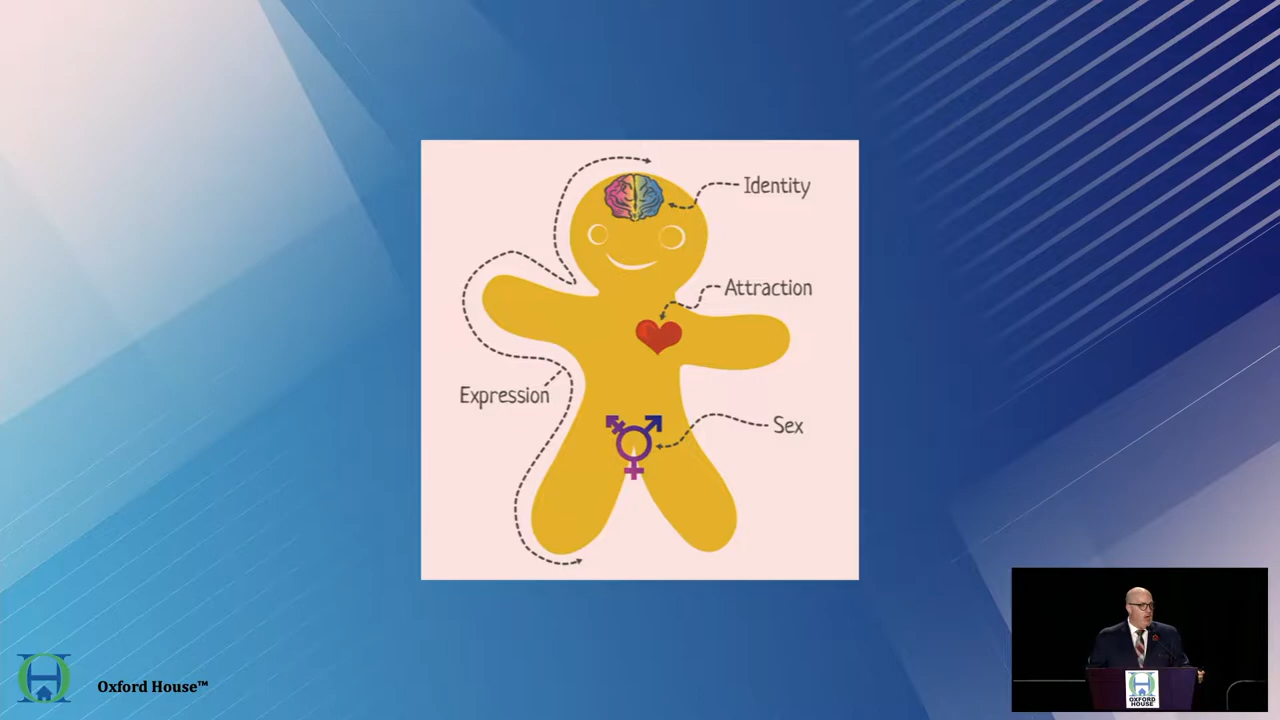 Identity
Attraction
Expression
Sex
Oxford House™
OXFORD
HOUSE